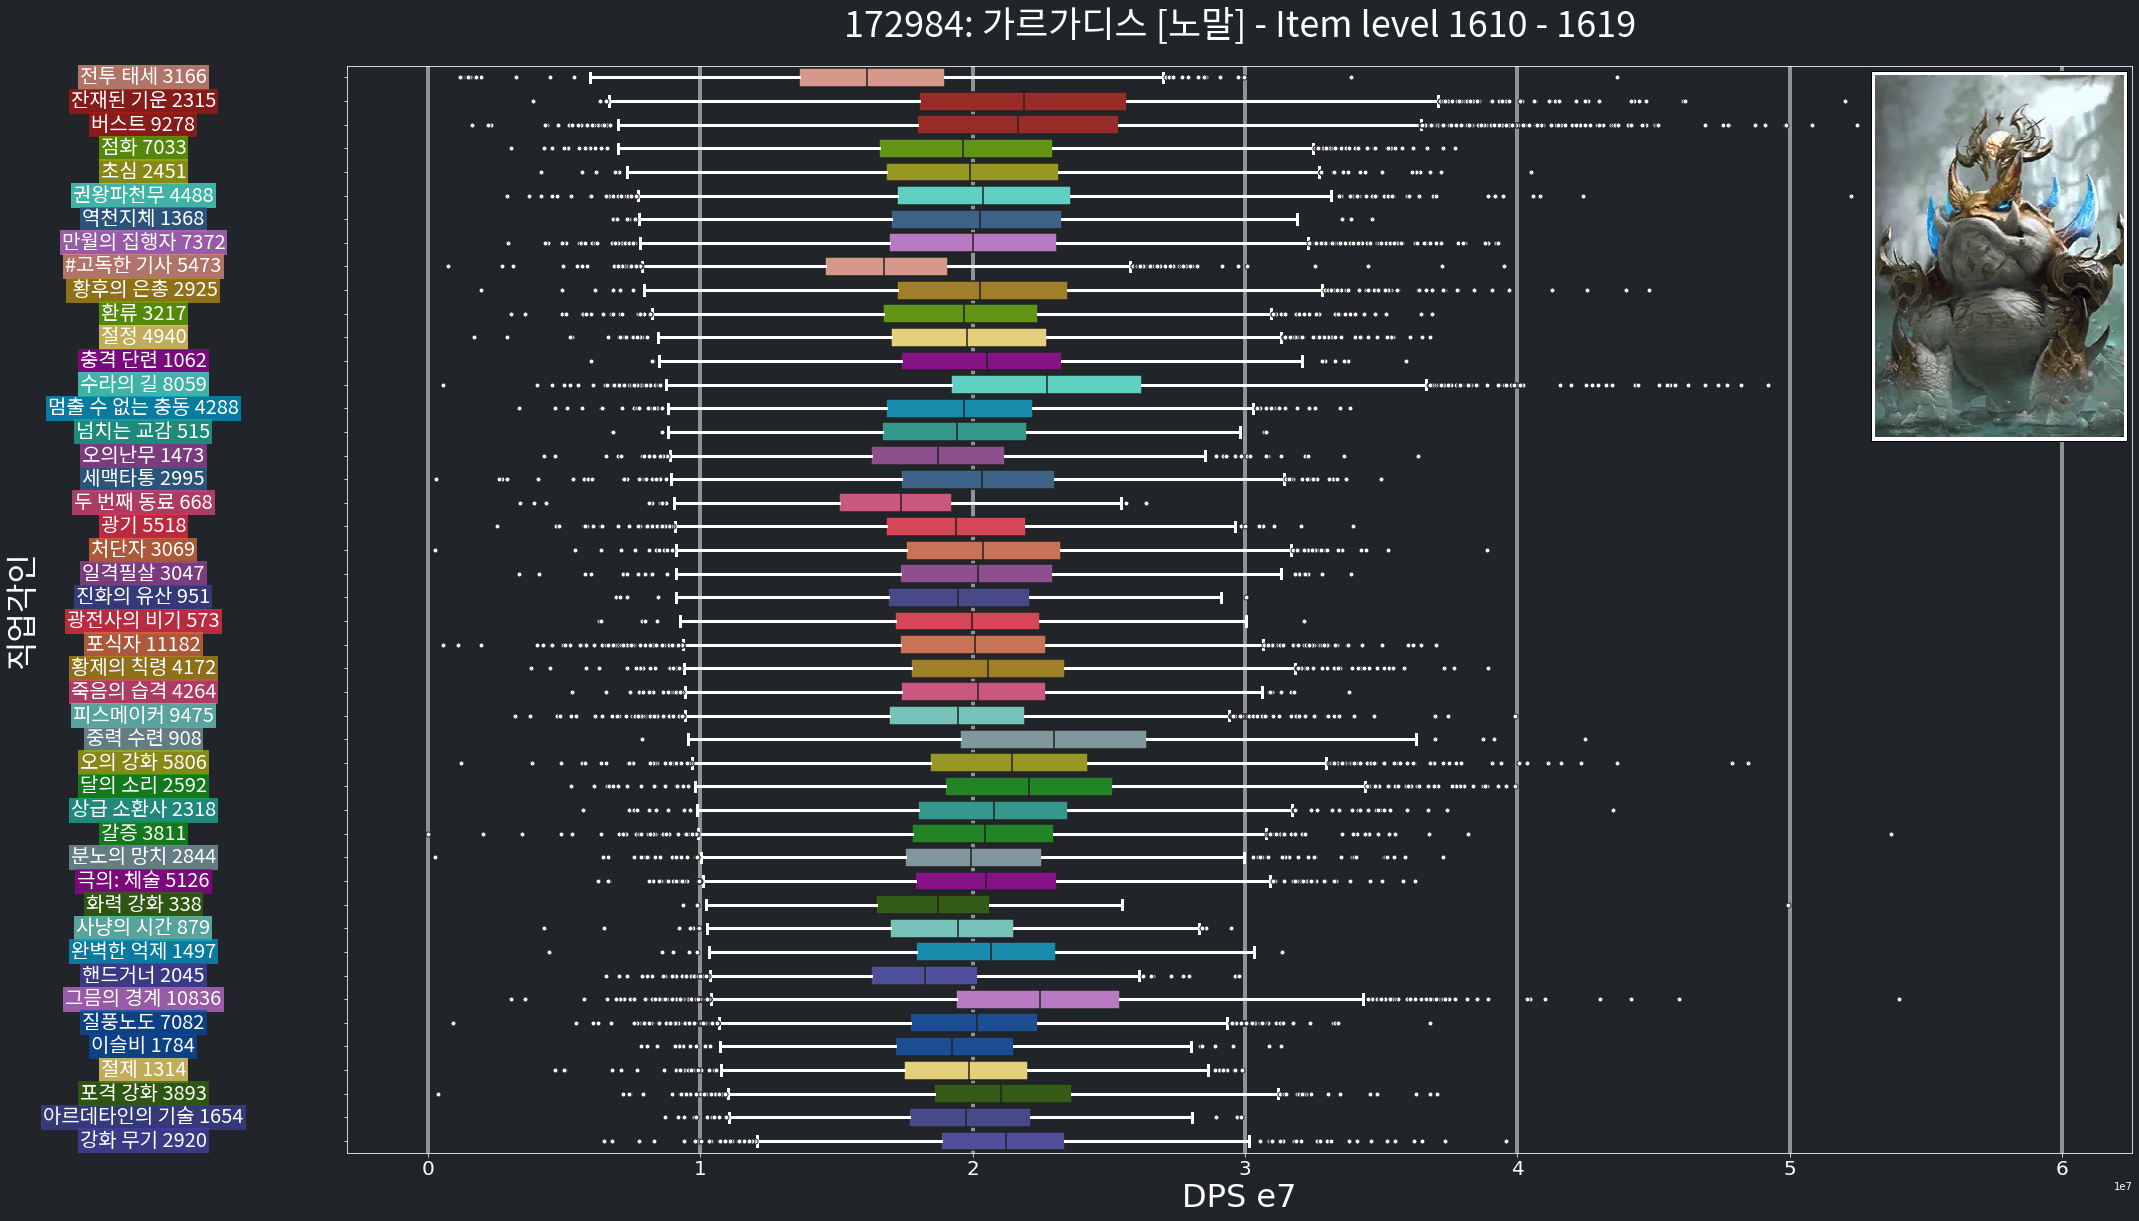 172984: 가르가디스 [노말] - Item level 1610 - 1619
직업각인
전투 태세 3166
잔재된 기운 2315
버스트 9278
점화 7033
초심 2451
권왕파천무 4488
역천지체 1368
만월의 집행자 7372
#고독한 기사 5473
황후의 은총 2925
환류 3217
절정 4940
충격 단련 1062
수라의 길 8059
멈출 수 없는 충동 4288
넘치는 교감 515
오의난무 1473
세맥타통 2995
두 번째 동료 668
광기 5518
처단자 3069
일격필살 3047
진화의 유산 951
광전사의 비기 573
포식자 11182
황제의 칙령 4172
죽음의 습격 4264
피스메이커 9475
중력 수련 908
오의 강화 5806
달의 소리 2592
상급 소환사 2318
갈증 3811
분노의 망치 2844
극의: 체술 5126
화력 강화 338
사냥의 시간 879
완벽한 억제 1497
핸드거너 2045
그믐의 경계 10836
질풍노도 7082
이슬비 1784
절제 1314
포격 강화 3893
아르데타인의 기술 1654
강화 무기 2920
0 1 2 3 4 5 6
1e7
DPS e7